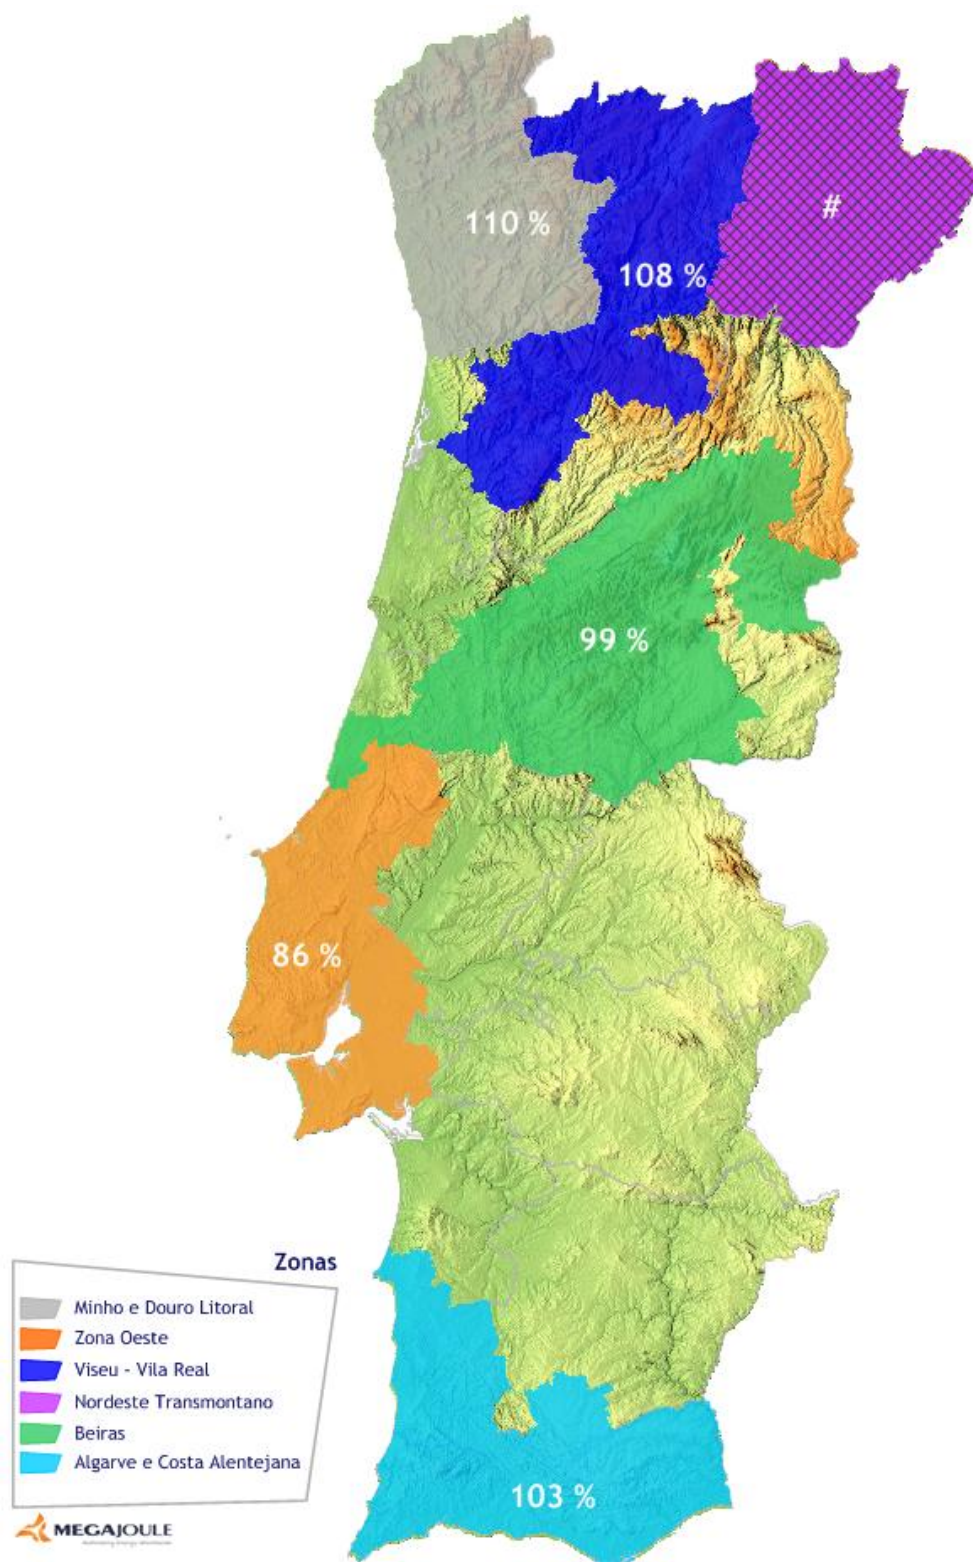 110 %
#
108 %
99 %
86 %
Zonas
Minho e Douro Litoral
Zona Oeste
Viseu - Vila Real
Nordeste Transmontano
Beiras
Algarve e Costa Alentejana
103 %
MEGAJOULE